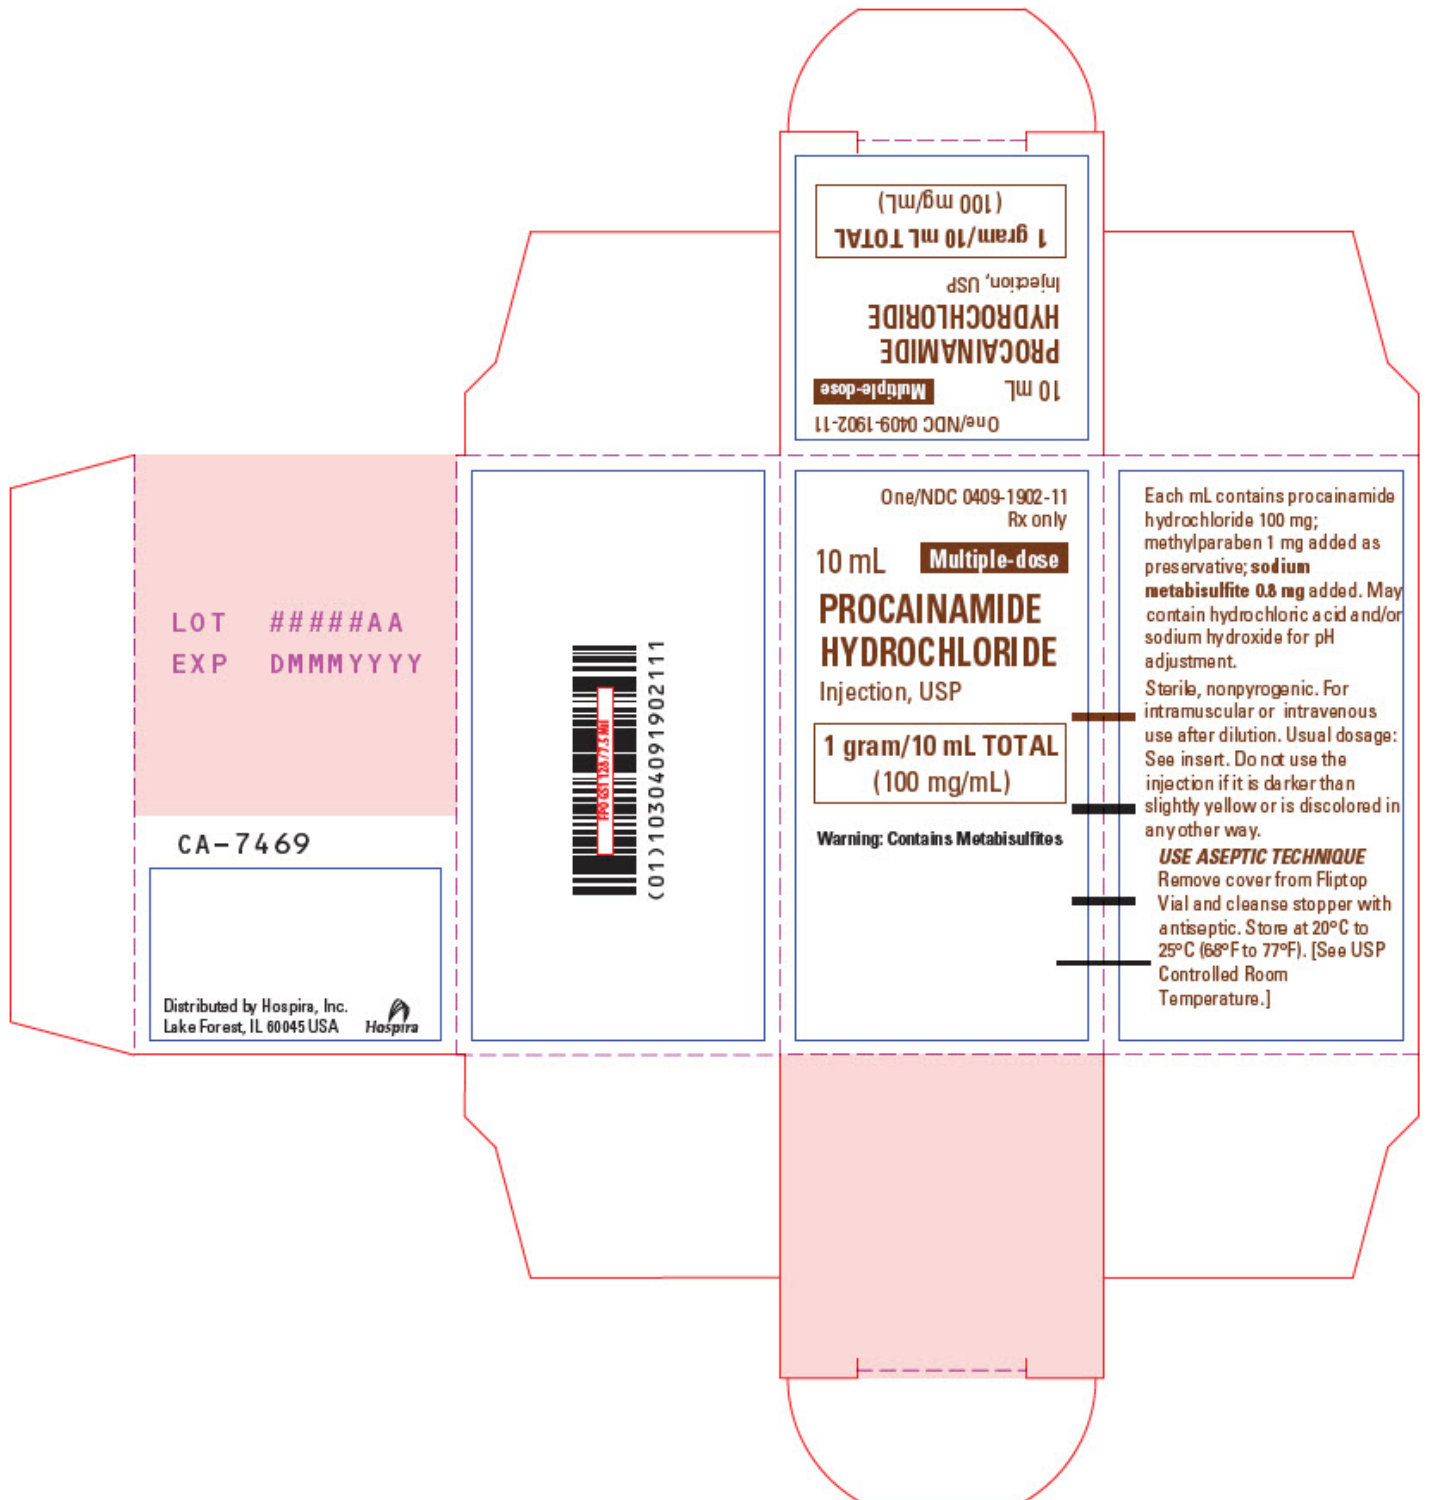 1 gram/10 mL TOTAL
(100 mg/mL)
PROCAINAMIDE
HYDROCHLORIDE
Injection, USP
10 mL Multiple-dose
One/NDC 0409-1902-11
LOT #####AA
EXP DMMMYYYY
CA-7469
Distributed by Hospira, Inc.
Lake Forest, IL 60045 USA
Hospira
FPO GS1 128 / 7.5 Mil
(01)10304091902111
One/NDC 0409-1902-11
Rx only
10 mL Multiple-dose
PROCAINAMIDE
HYDROCHLORIDE
Injection, USP
1 gram/10 mL TOTAL
(100 mg/mL)
Warning: Contains Metabisulfites
Each mL contains procainamide
hydrochloride 100 mg;
methylparaben 1 mg added as
preservative; sodium
metabisulfite 0.8 mg added. May
contain hydrochloric acid and/or
sodium hydroxide for pH
adjustment.
Sterile, nonpyrogenic. For
intramuscular or intravenous
use after dilution. Usual dosage:
See insert. Do not use the
injection if it is darker than
slightly yellow or is discolored in
any other way.
USE ASEPTIC TECHNIQUE
Remove cover from Fliptop
Vial and cleanse stopper with
antiseptic. Store at 20°C to
25°C (68°F to 77°F). [See USP
Controlled Room
Temperature.]